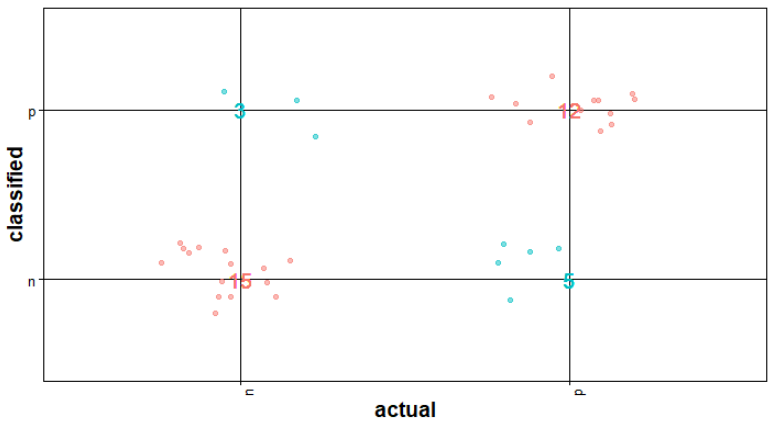 p 3 12
classified
n 15 5
n p
actual